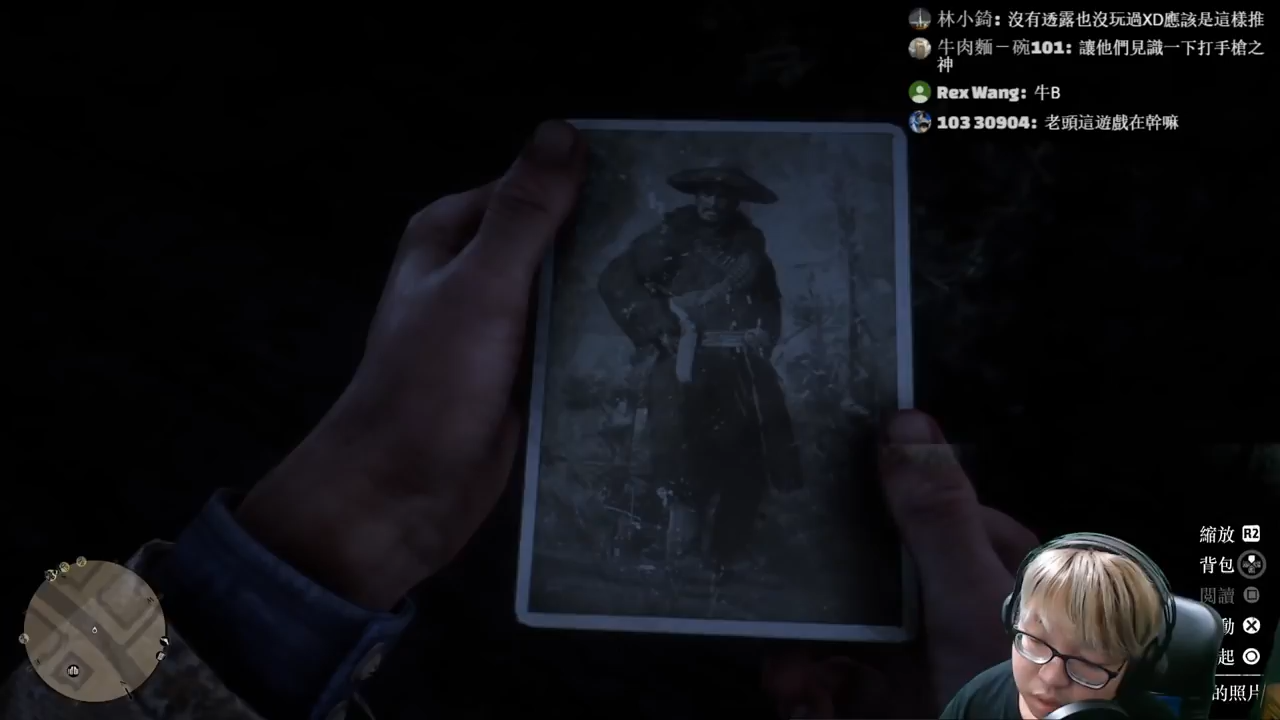 林小錡: 沒有透露也沒玩過XD應該是這樣推
牛肉麵一碗101: 讓他們見識一下打手槍之
神
Rex Wang: 牛B
103 30904: 老頭這遊戲在幹嘛
縮放 R2
背包
閱讀
動
起
的照片